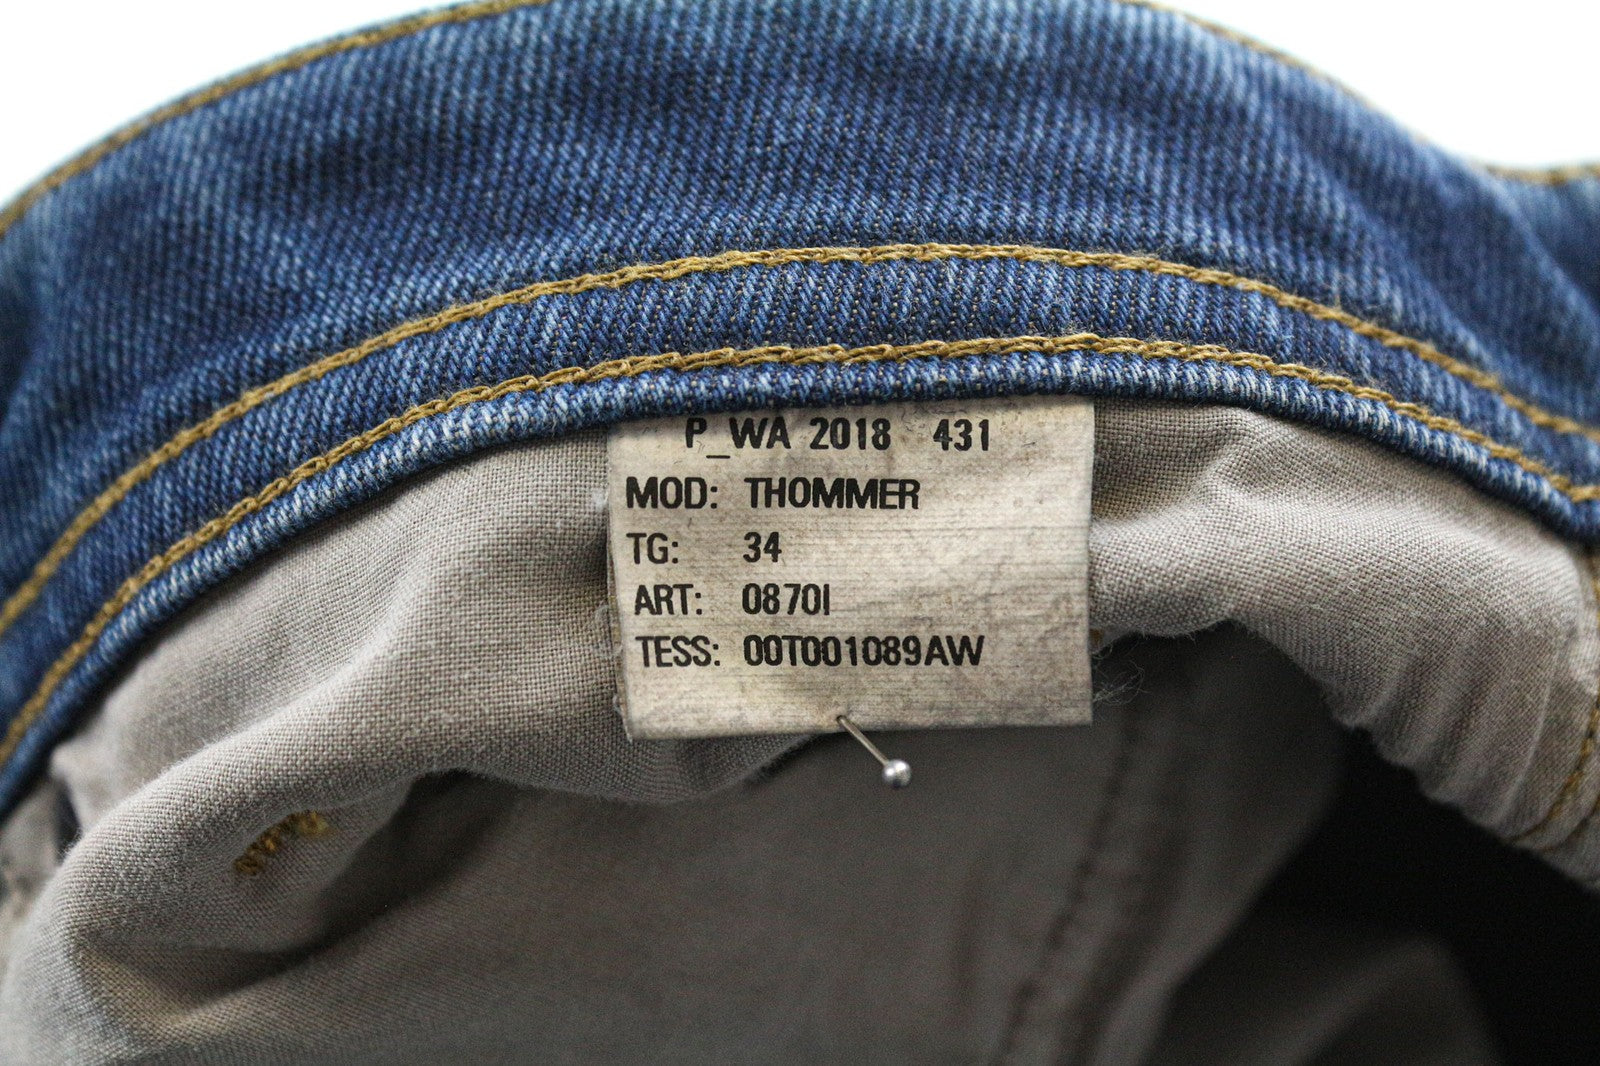 P_WA 2018 431
MOD: THOMMER
TG: 34
ART: 0870I
TESS: 00T001089AW